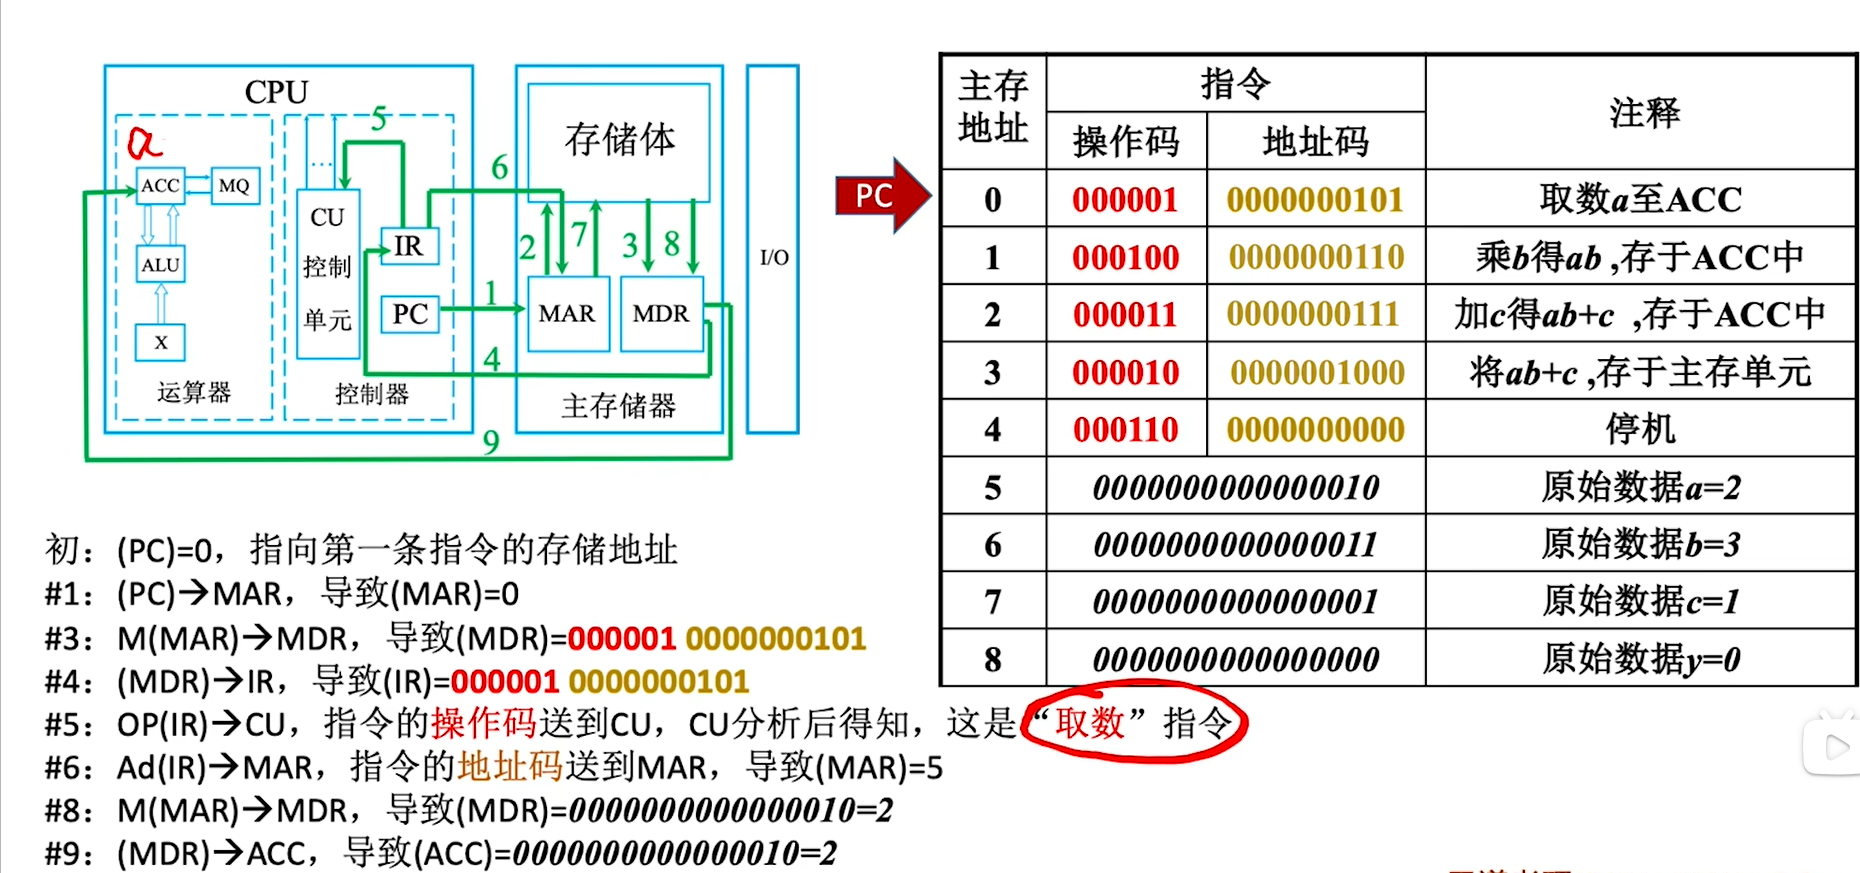 CPU
a
5
ACC
MQ
ALU
X
运算器
...
CU
控制
单元
IR
PC
控制器
6
1
4
9
存储体
2
7
3
8
MAR
MDR
主存储器
I/O
PC
主存地址 指令 注释
操作码 地址码
0 000001 0000000101 取数a至ACC
1 000100 0000000110 乘b得ab ,存于ACC中
2 000011 0000000111 加c得ab+c ,存于ACC中
3 000010 0000001000 将ab+c ,存于主存单元
4 000110 0000000000 停机
5 0000000000000010 原始数据a=2
6 0000000000000011 原始数据b=3
7 0000000000000001 原始数据c=1
8 0000000000000000 原始数据y=0
初：(PC)=0，指向第一条指令的存储地址
#1：(PC)→MAR，导致(MAR)=0
#3：M(MAR)→MDR，导致(MDR)=000001 0000000101
#4：(MDR)→IR，导致(IR)=000001 0000000101
#5：OP(IR)→CU，指令的操作码送到CU，CU分析后得知，这是“取数”指令
#6：Ad(IR)→MAR，指令的地址码送到MAR，导致(MAR)=5
#8：M(MAR)→MDR，导致(MDR)=0000000000000010=2
#9：(MDR)→ACC，导致(ACC)=0000000000000010=2